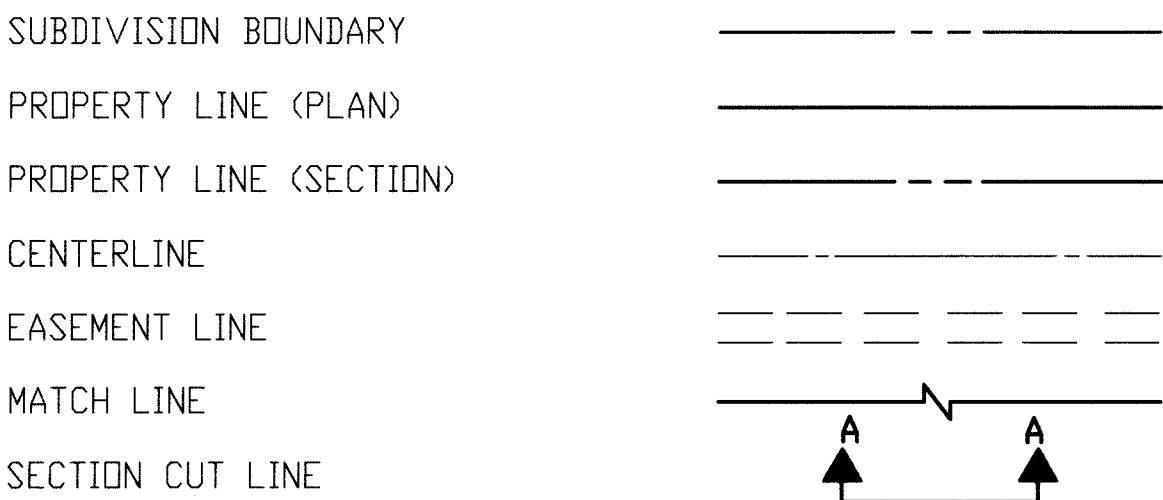 SUBDIVISION BOUNDARY
PROPERTY LINE (PLAN)
PROPERTY LINE (SECTION)
CENTERLINE
EASEMENT LINE
MATCH LINE
A A
SECTION CUT LINE